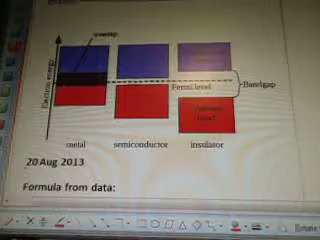 overlap
Electron energy
Fermi level
Bandgap
metal
semiconductor
insulator
20 Aug 2013
Formula from data: